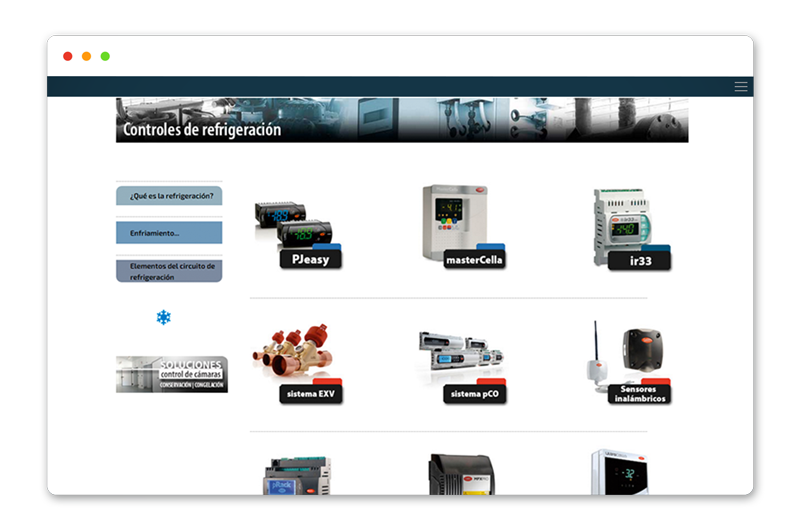 Controles de refrigeración
¿Qué es la refrigeración?
Enfriamiento...
Elementos del circuito de
refrigeración
SOLUCIONES
control de cámaras
CONSERVACIÓN | CONGELACIÓN
PJeasy
masterCella
ir33
sistema EXV
sistema pCO
Sensores
inalámbricos